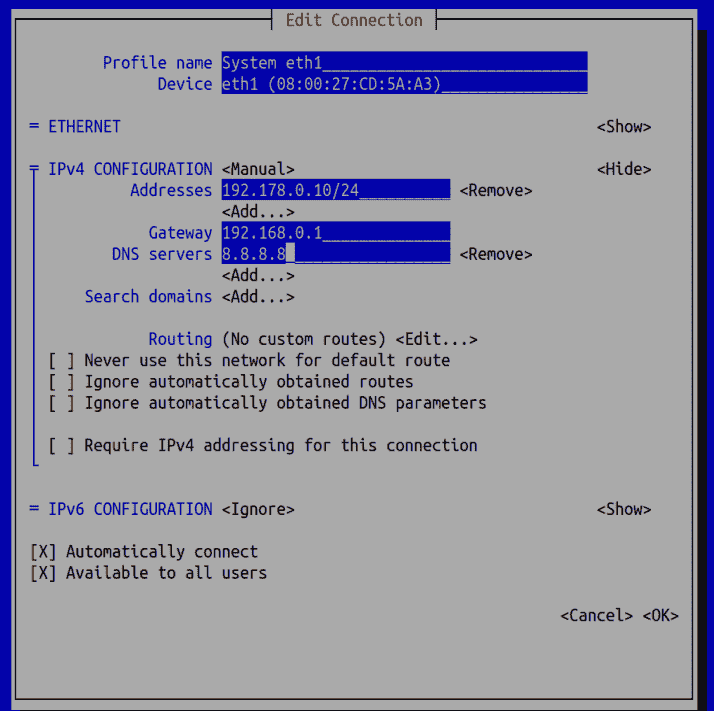 Edit Connection
Profile name System eth1
Device eth1 (08:00:27:CD:5A:A3)
= ETHERNET <Show>
IPv4 CONFIGURATION <Manual> <Hide>
Addresses 192.178.0.10/24 <Remove>
<Add...>
Gateway 192.168.0.1
DNS servers 8.8.8.8 <Remove>
<Add...>
Search domains <Add...>
Routing (No custom routes) <Edit...>
[ ] Never use this network for default route
[ ] Ignore automatically obtained routes
[ ] Ignore automatically obtained DNS parameters
[ ] Require IPv4 addressing for this connection
= IPv6 CONFIGURATION <Ignore> <Show>
[X] Automatically connect
[X] Available to all users
<Cancel> <OK>